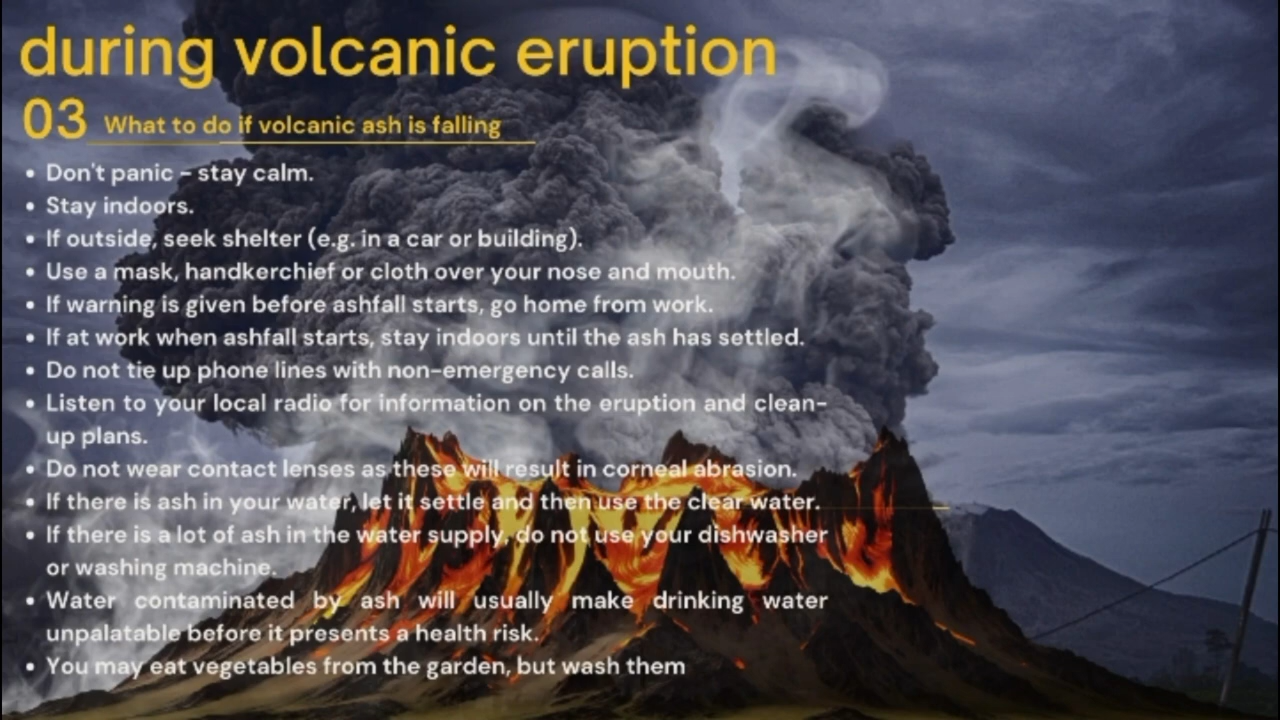 during volcanic eruption
03 What to do if volcanic ash is falling
• Don't panic – stay calm.
• Stay indoors.
• If outside, seek shelter (e.g. in a car or building).
• Use a mask, handkerchief or cloth over your nose and mouth.
• If warning is given before ashfall starts, go home from work.
• If at work when ashfall starts, stay indoors until the ash has settled.
• Do not tie up phone lines with non-emergency calls.
• Listen to your local radio for information on the eruption and clean-
up plans.
• Do not wear contact lenses as these will result in corneal abrasion.
• If there is ash in your water, let it settle and then use the clear water.
• If there is a lot of ash in the water supply, do not use your dishwasher
or washing machine.
• Water contaminated by ash will usually make drinking water
unpalatable before it presents a health risk.
• You may eat vegetables from the garden, but wash them